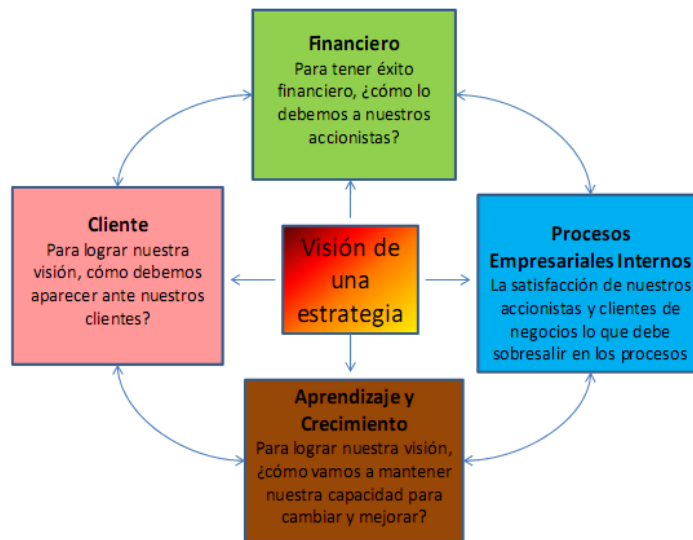 Financiero
Para tener éxito
financiero, ¿cómo lo
debemos a nuestros
accionistas?
Cliente
Para lograr nuestra
visión, cómo debemos
aparecer ante nuestros
clientes?
Visión de
una
estrategia
Procesos
Empresariales Internos
La satisfacción de nuestros
accionistas y clientes de
negocios lo que debe
sobresalir en los procesos
Aprendizaje y
Crecimiento
Para lograr nuestra visión,
¿cómo vamos a mantener
nuestra capacidad para
cambiar y mejorar?